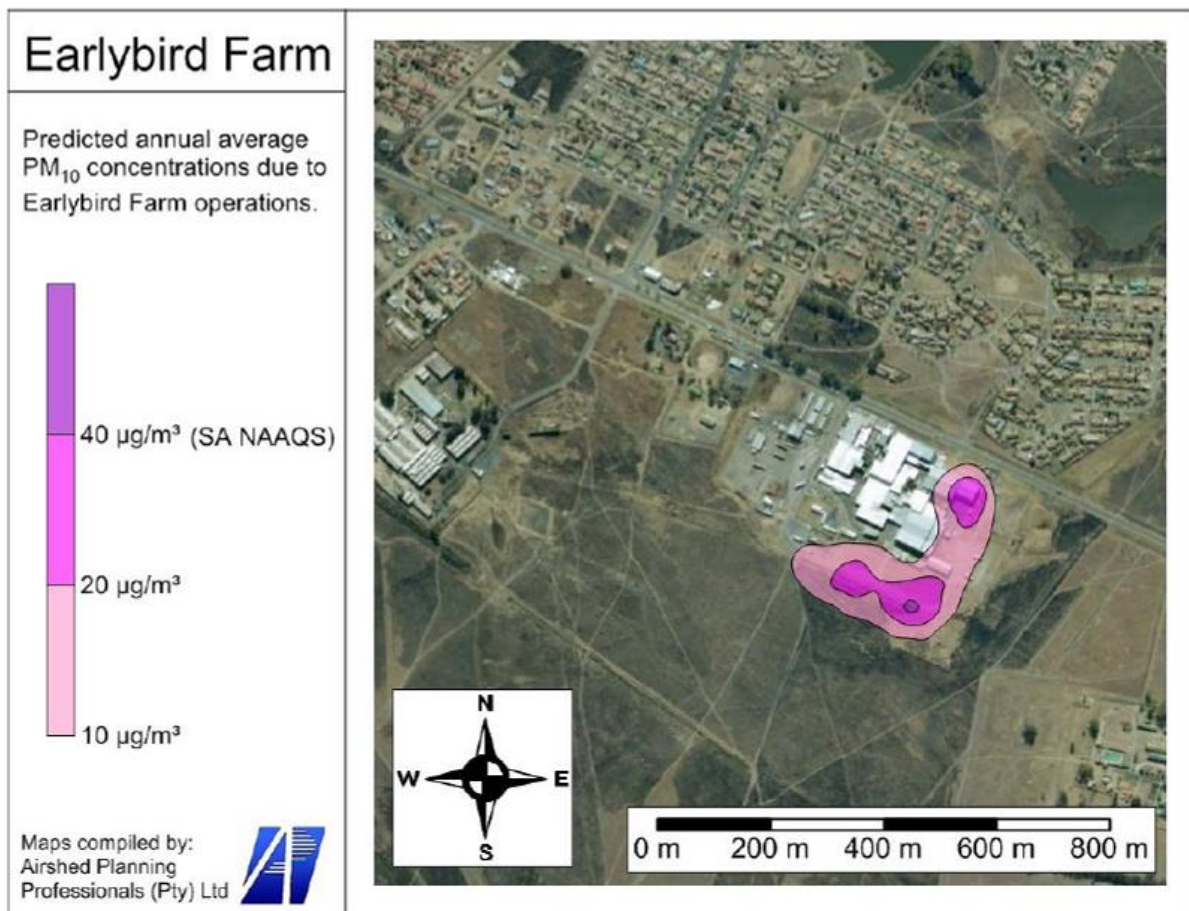 Earlybird Farm
Predicted annual average
PM₁₀ concentrations due to
Earlybird Farm operations.
40 µg/m³ (SA NAAQS)
20 µg/m³
10 µg/m³
Maps compiled by:
Airshed Planning
Professionals (Pty) Ltd
N
W E
S
0 m 200 m 400 m 600 m 800 m